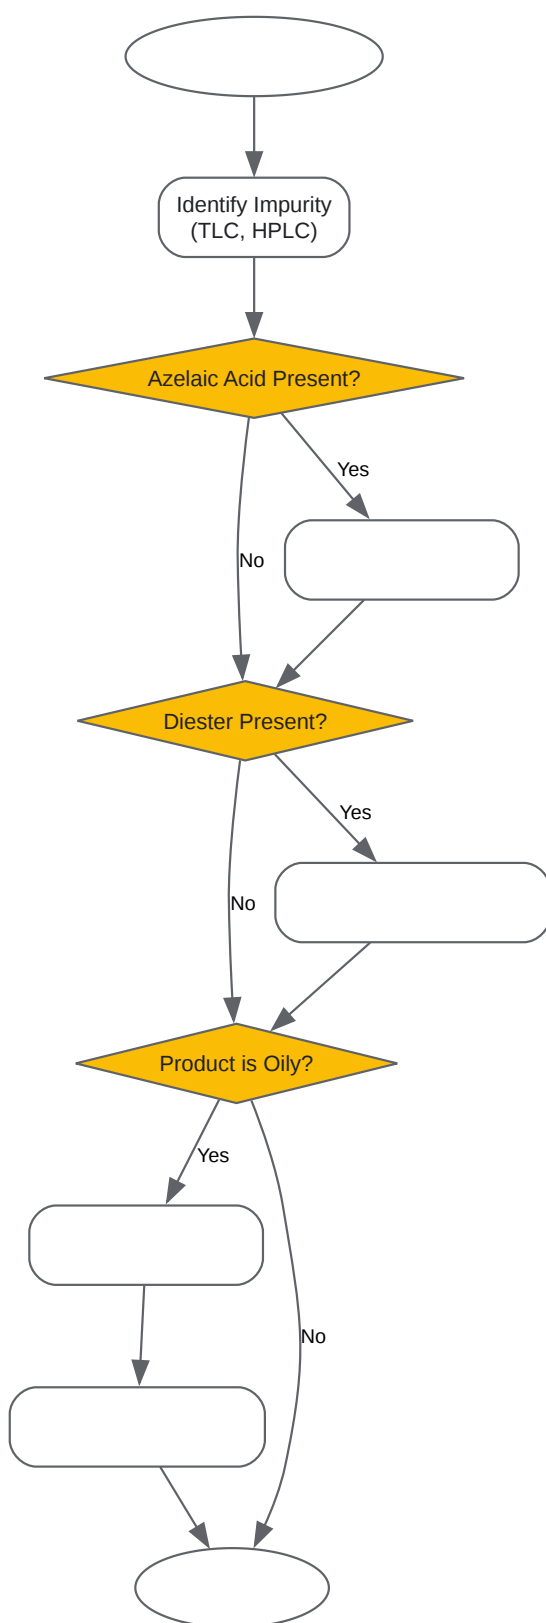 Identify Impurity
(TLC, HPLC)
Azelaic Acid Present?
Yes
No
Diester Present?
Yes
No
Product is Oily?
Yes
No